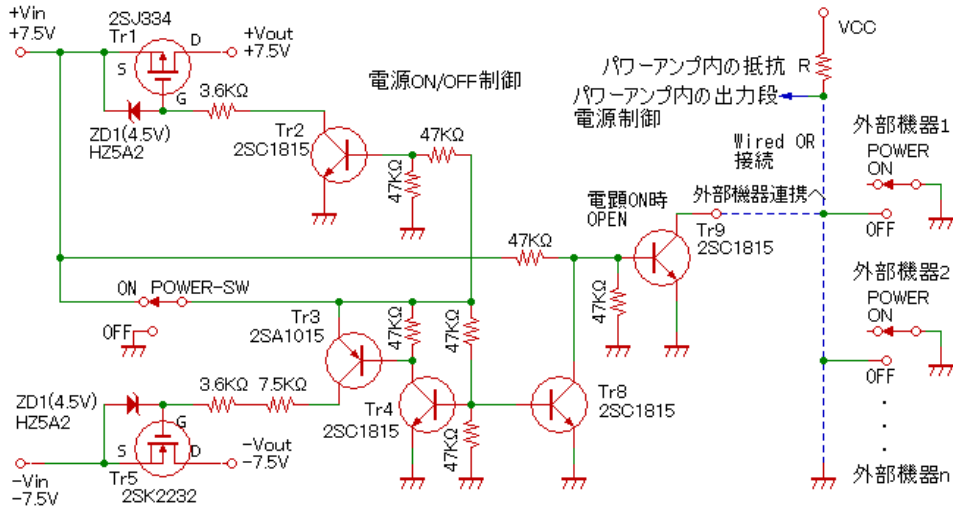 +Vin
+7.5V
2SJ334
Tr1
S
D
G
+Vout
+7.5V
3.6KΩ
ZD1(4.5V)
HZ5A2
電源ON/OFF制御
Tr2
2SC1815
47KΩ
47KΩ
VCC
パワーアンプ内の抵抗 R
パワーアンプ内の出力段
電源制御
Wired OR
接続
外部機器1
POWER
ON
OFF
電顕ON時
OPEN
外部機器連携へ
Tr9
2SC1815
47KΩ
47KΩ
外部機器2
POWER
ON
OFF
ON
POWER-SW
OFF
Tr3
2SA1015
47KΩ
47KΩ
3.6KΩ
7.5KΩ
ZD1(4.5V)
HZ5A2
Tr4
2SC1815
47KΩ
Tr8
2SC1815
G
S
D
-Vout
-7.5V
-Vin
-7.5V
Tr5
2SK2232
外部機器n